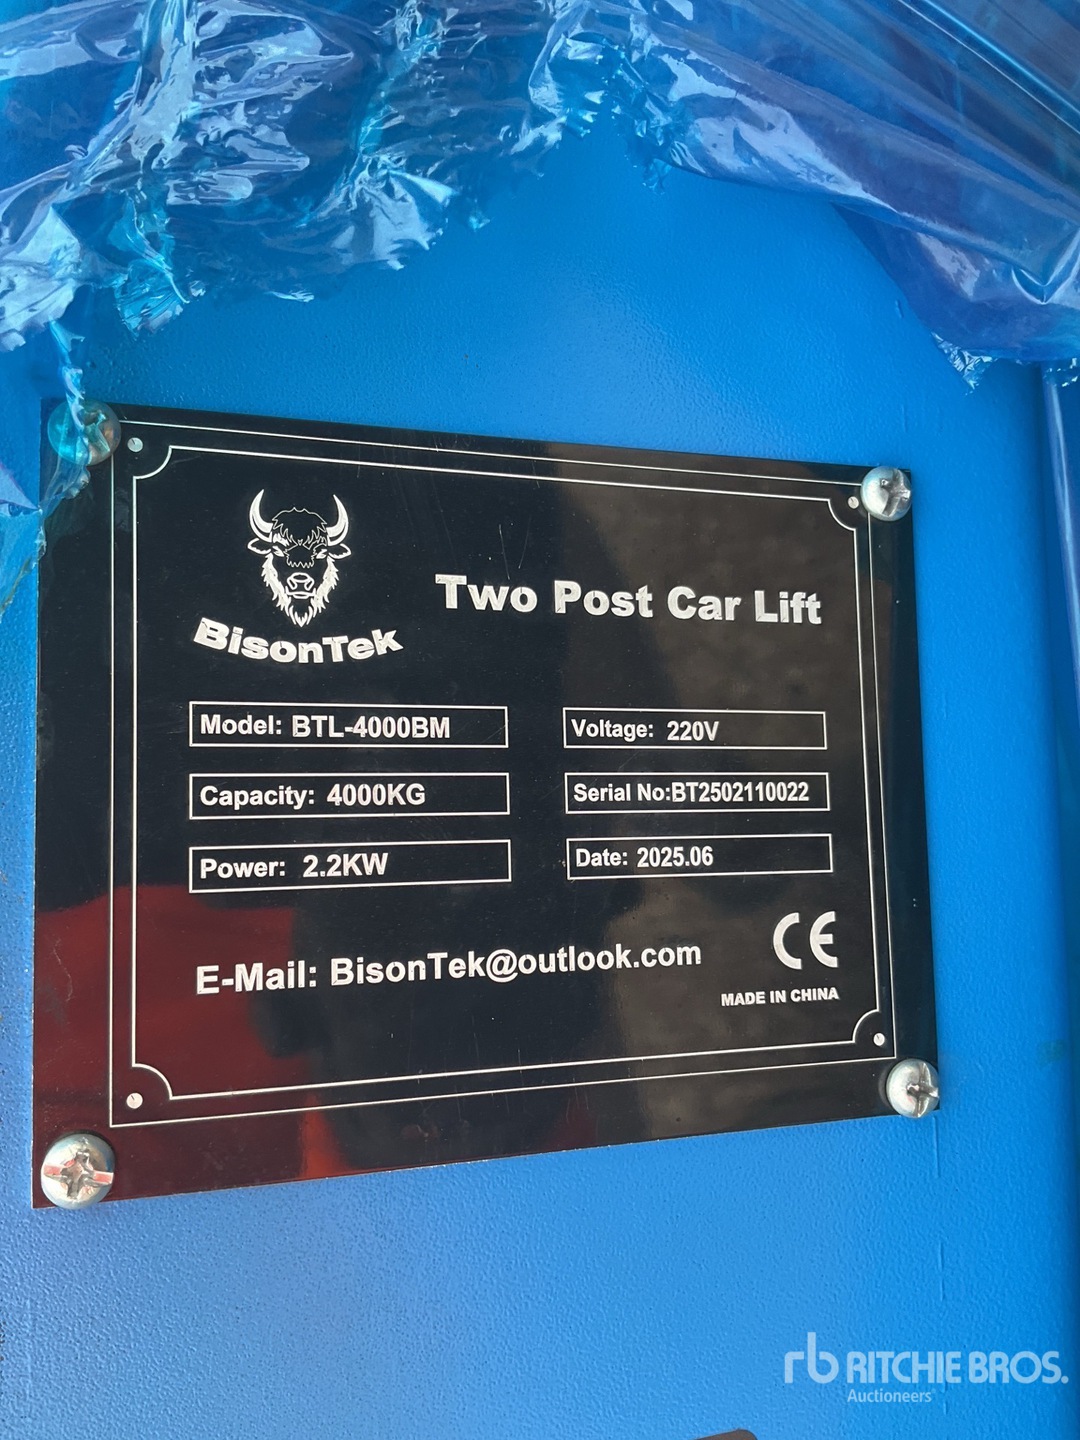 BisonTek
Two Post Car Lift
Model: BTL-4000BM
Voltage: 220V
Capacity: 4000KG
Serial No:BT2502110022
Power: 2.2KW
Date: 2025.06
E-Mail: BisonTek@outlook.com
CE
MADE IN CHINA
rb RITCHIE BROS.
Auctioneers